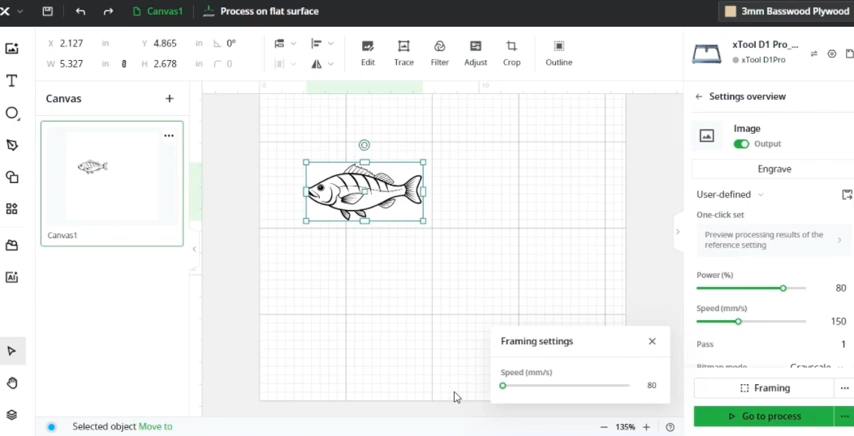 X
Canvas1
Process on flat surface
3mm Basswood Plywood
X 2.127 in Y 4.865 in 0°
W 5.327 in H 2.678 in 0
Edit Trace Filter Adjust Crop Outline
xTool D1 Pro_...
xTool D1Pro
Canvas
Settings overview
Image
Output
Engrave
User-defined
One-click set
Preview processing results of the
reference setting
Canvas1
Power (%)
80
Speed (mm/s)
150
Pass 1
Framing settings
Speed (mm/s)
80
Bitmap mode Grayscale
Framing
Go to process
Selected object Move to
135%
0
10
AI